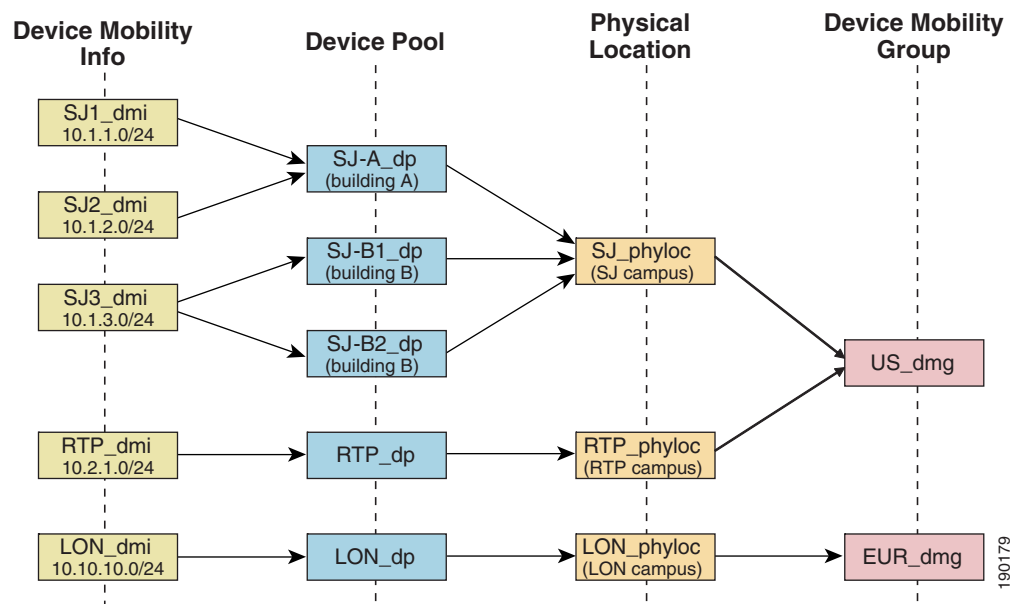 Device Mobility
Info
Device Pool
Physical
Location
Device Mobility
Group
SJ1_dmi
10.1.1.0/24
SJ2_dmi
10.1.2.0/24
SJ3_dmi
10.1.3.0/24
RTP_dmi
10.2.1.0/24
LON_dmi
10.10.10.0/24
SJ-A_dp
(building A)
SJ-B1_dp
(building B)
SJ-B2_dp
(building B)
RTP_dp
LON_dp
SJ_phyloc
(SJ campus)
RTP_phyloc
(RTP campus)
LON_phyloc
(LON campus)
US_dmg
EUR_dmg
190179